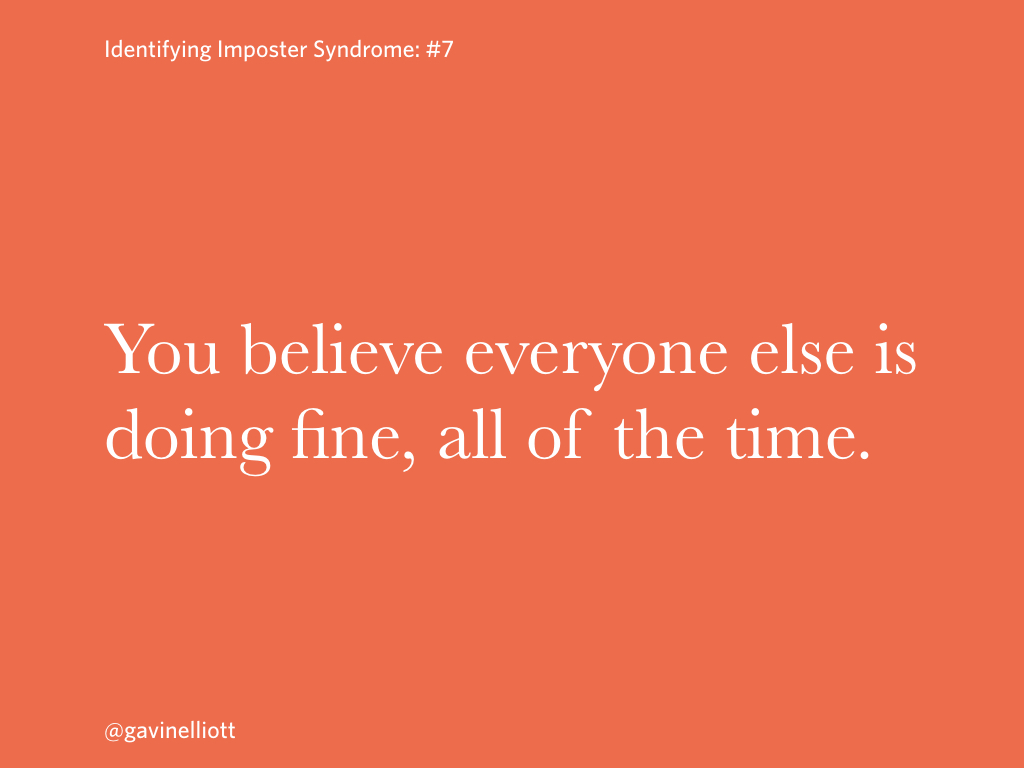 Identifying Imposter Syndrome: #7
You believe everyone else is
doing fine, all of the time.
@gavinelliott